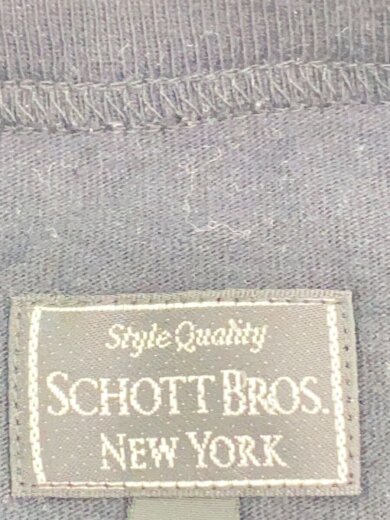 Style Quality
SCHOTT BROS.
NEW YORK